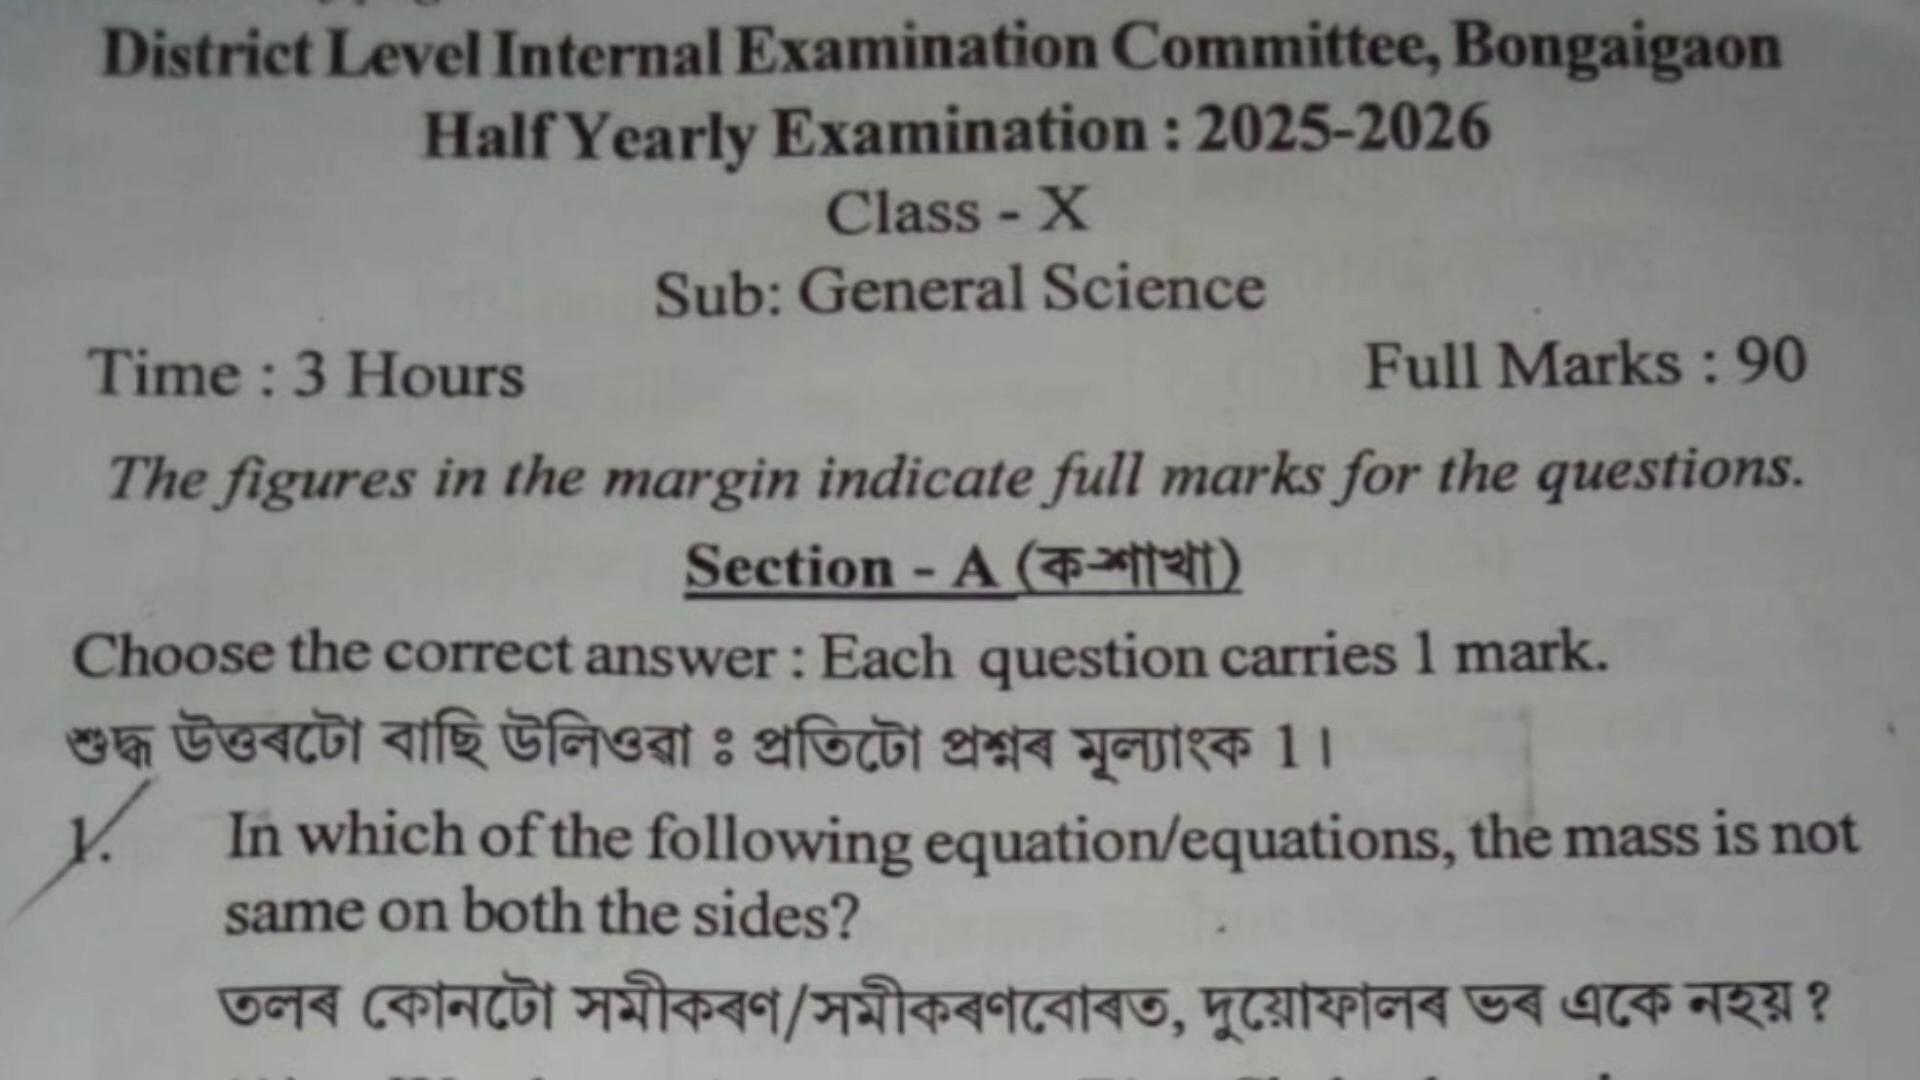 District Level Internal Examination Committee, Bongaigaon
Half Yearly Examination : 2025-2026
Class - X
Sub: General Science
Time : 3 Hours Full Marks : 90
The figures in the margin indicate full marks for the questions.
Section - A (ক-শাখা)
Choose the correct answer : Each question carries 1 mark.
শুদ্ধ উত্তৰটো বাছি উলিওৱা ঃ প্ৰতিটো প্ৰশ্নৰ মূল্যাংক 1।
1. In which of the following equation/equations, the mass is not
same on both the sides?
তলৰ কোনটো সমীকৰণ/সমীকৰণবোৰত, দুয়োফালৰ ভৰ একে নহয় ?